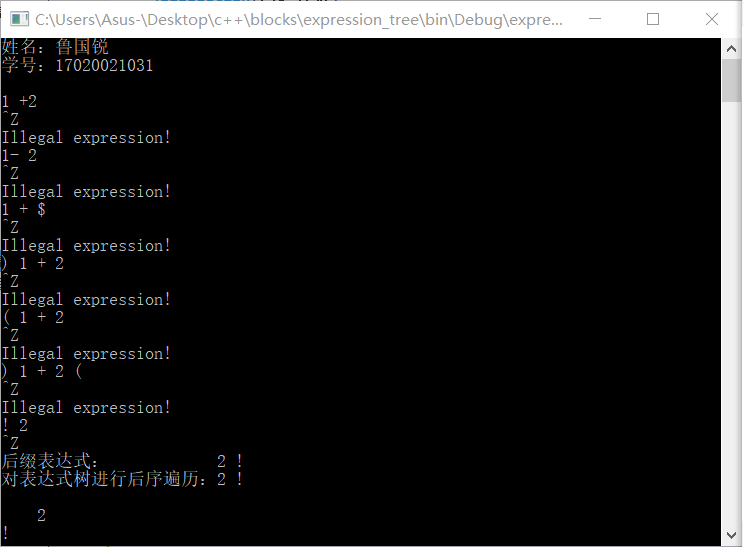 C:\Users\Asus-\Desktop\c++\blocks\expression_tree\bin\Debug\expre...
姓名: 鲁国锐
学号: 17020021031
1 +2
^Z
Illegal expression!
1- 2
^Z
Illegal expression!
1 + $
^Z
Illegal expression!
) 1 + 2
^Z
Illegal expression!
( 1 + 2
^Z
Illegal expression!
) 1 + 2 (
^Z
Illegal expression!
! 2
^Z
后缀表达式: 2 !
对表达式树进行后序遍历: 2 !
2
!